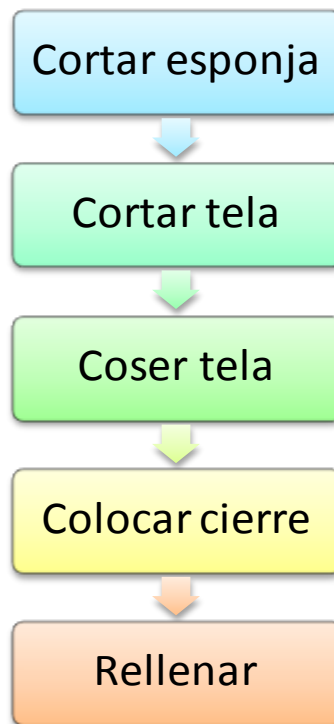 Cortar esponja
Cortar tela
Coser tela
Colocar cierre
Rellenar